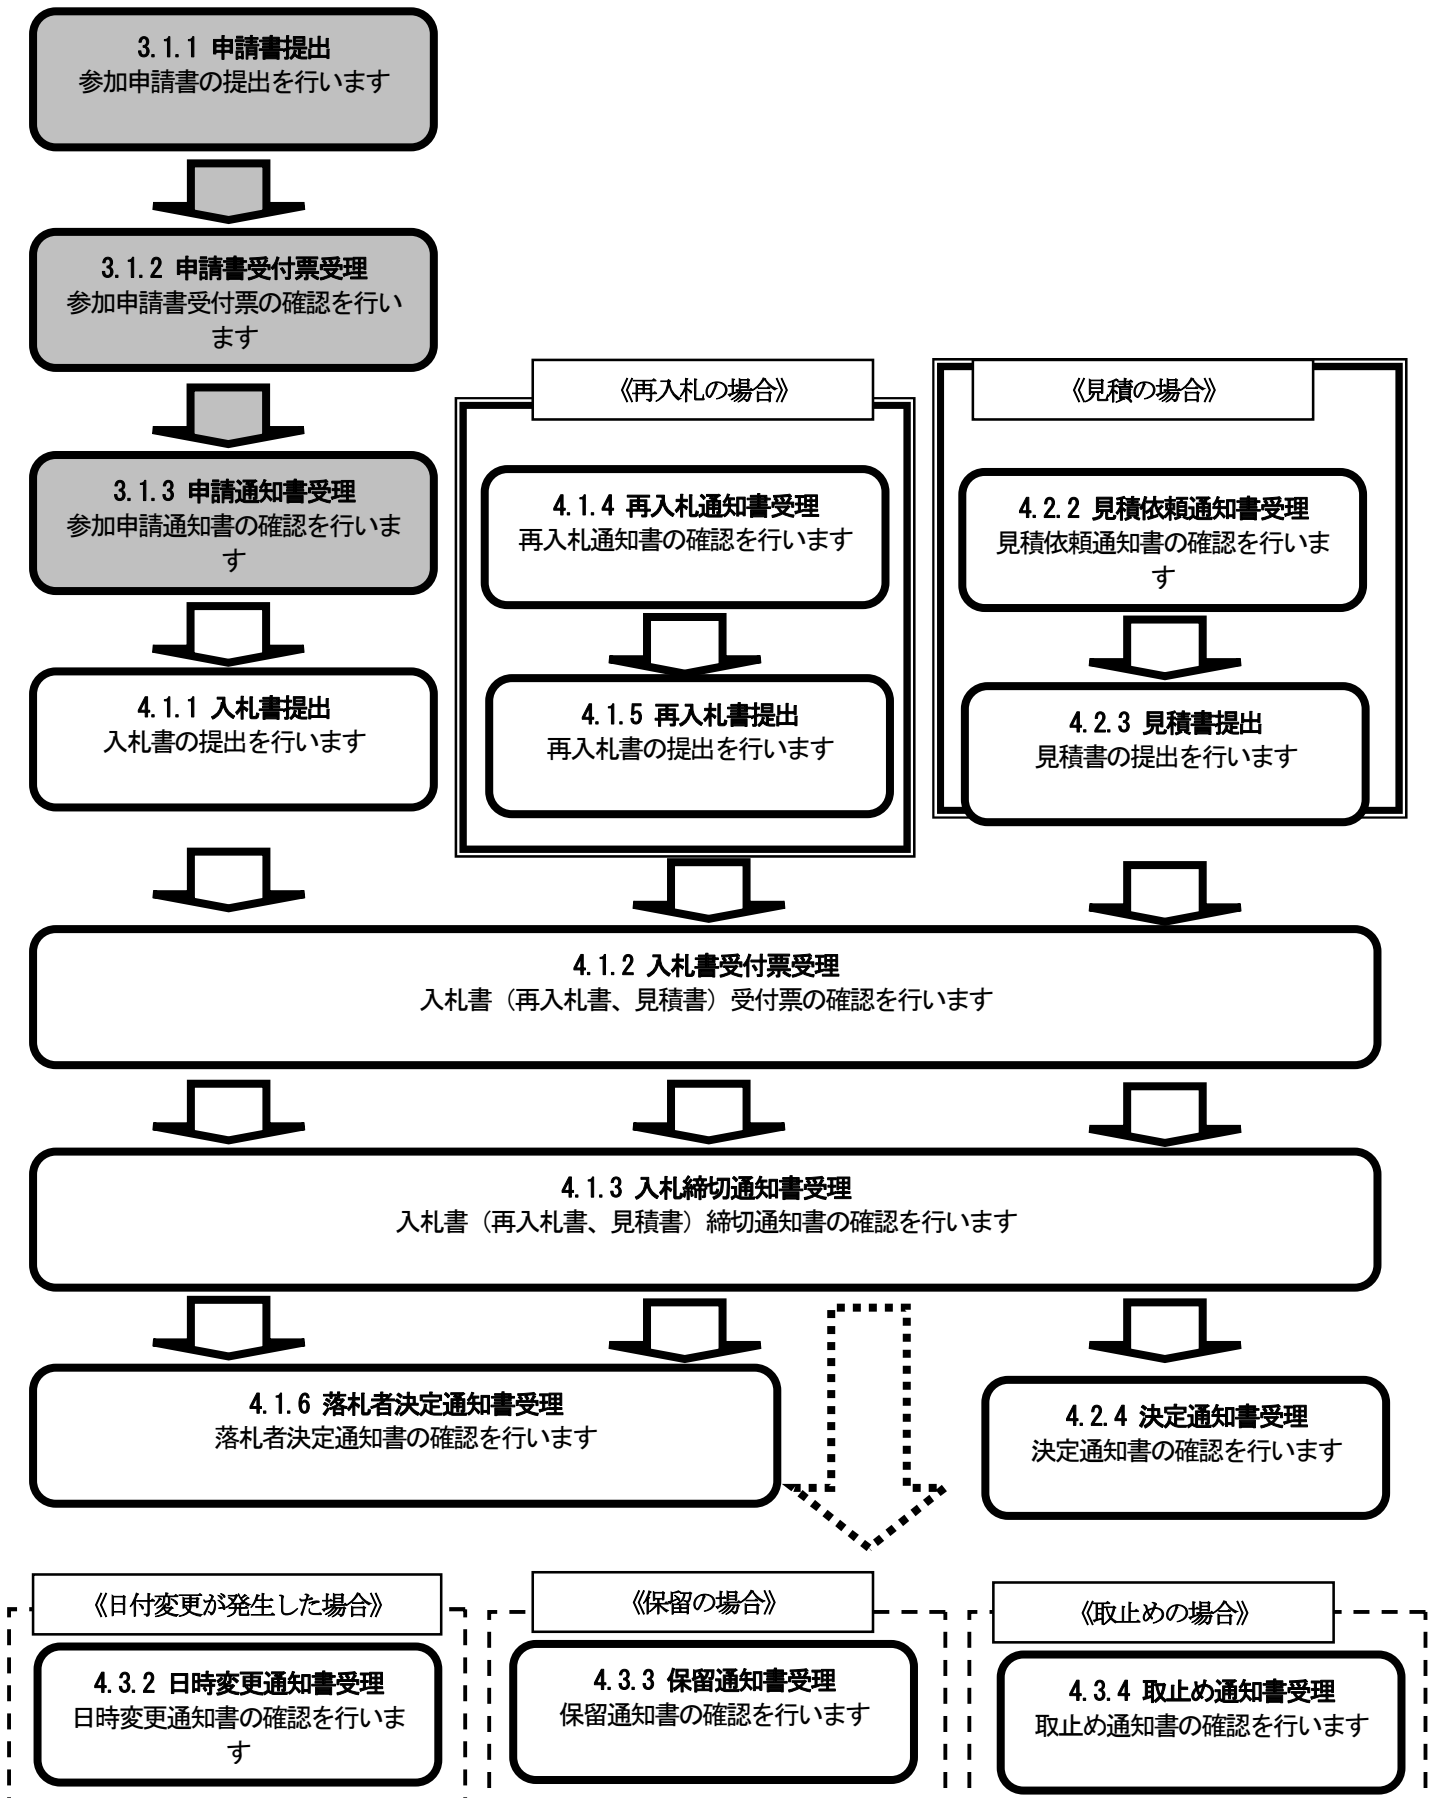 3.1.1 申請書提出
参加申請書の提出を行います
3.1.2 申請書受付票受理
参加申請書受付票の確認を行い
ます
3.1.3 申請通知書受理
参加申請通知書の確認を行いま
す
4.1.1 入札書提出
入札書の提出を行います
《再入札の場合》
4.1.4 再入札通知書受理
再入札通知書の確認を行います
4.1.5 再入札書提出
再入札書の提出を行います
《見積の場合》
4.2.2 見積依頼通知書受理
見積依頼通知書の確認を行いま
す
4.2.3 見積書提出
見積書の提出を行います
4.1.2 入札書受付票受理
入札書（再入札書、見積書）受付票の確認を行います
4.1.3 入札締切通知書受理
入札書（再入札書、見積書）締切通知書の確認を行います
4.1.6 落札者決定通知書受理
落札者決定通知書の確認を行います
4.2.4 決定通知書受理
決定通知書の確認を行います
《日付変更が発生した場合》
4.3.2 日時変更通知書受理
日時変更通知書の確認を行いま
す
《保留の場合》
4.3.3 保留通知書受理
保留通知書の確認を行います
《取止めの場合》
4.3.4 取止め通知書受理
取止め通知書の確認を行います